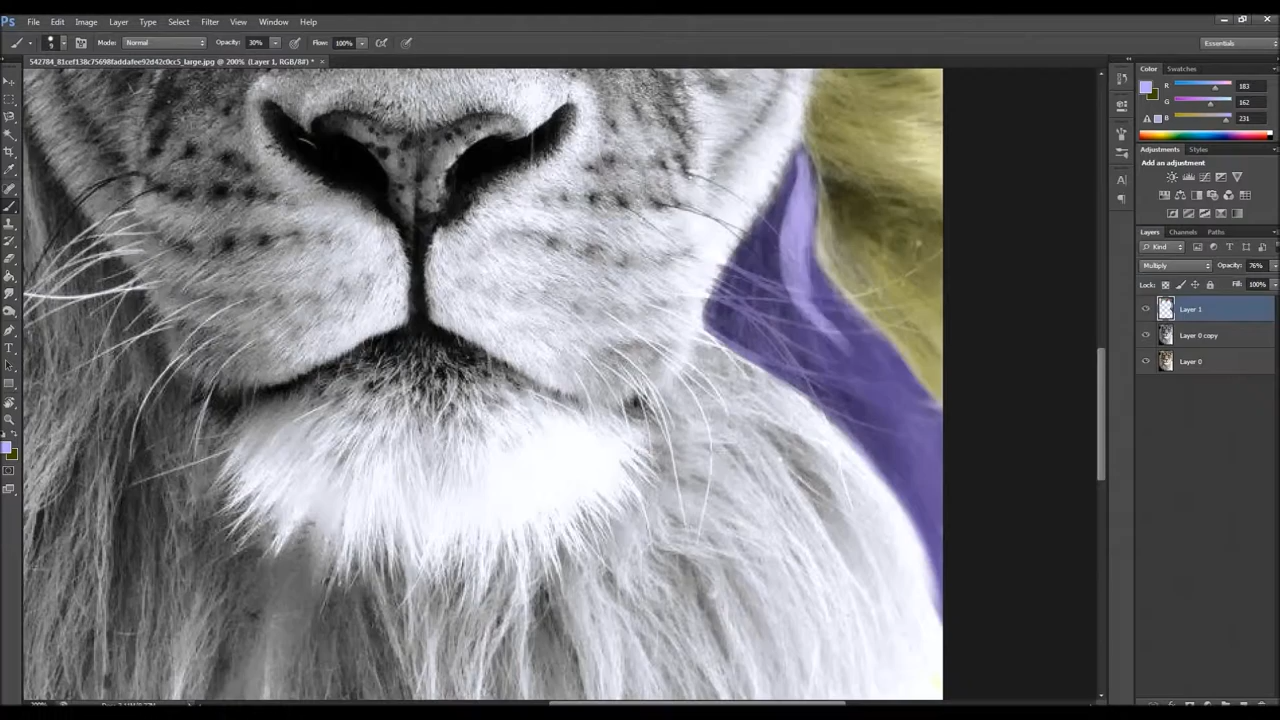 Ps File Edit Image Layer Type Select Filter View Window Help
9 Mode: Normal Opacity: 30% Flow: 100% Essentials
542784_81cef138c75698faddafee92d42c0cc5_large.jpg @ 200% (Layer 1, RGB/8#) *
Color Swatches
R 183
G 162
B 231
Adjustments Styles
Add an adjustment
Layers Channels Paths
Kind
Multiply Opacity: 76%
Lock: Fill: 100%
Layer 1
Layer 0 copy
Layer 0